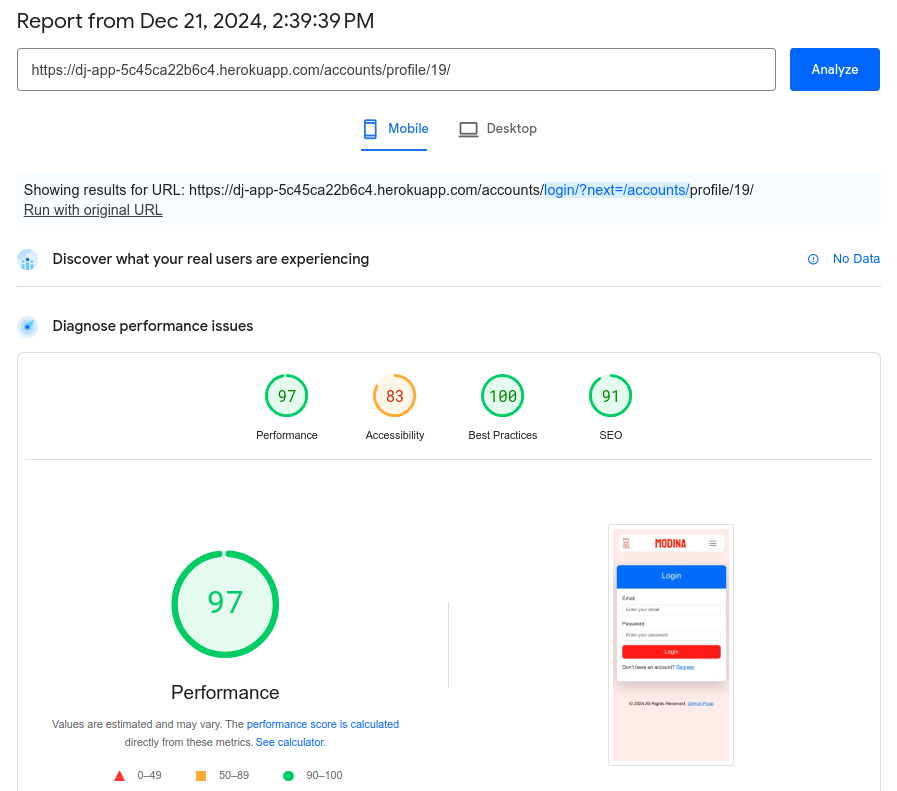 Report from Dec 21, 2024, 2:39:39 PM
https://dj-app-5c45ca22b6c4.herokuapp.com/accounts/profile/19/
Analyze
Mobile
Desktop
Showing results for URL: https://dj-app-5c45ca22b6c4.herokuapp.com/accounts/login/?next=/accounts/profile/19/
Run with original URL
Discover what your real users are experiencing
No Data
Diagnose performance issues
97
83
100
91
Performance
Accessibility
Best Practices
SEO
97
Performance
Values are estimated and may vary. The performance score is calculated
directly from these metrics. See calculator.
0–49
50–89
90–100
MODINA
Login
Email
Enter your email
Password
Enter your password
Login
Don't have an account? Register
© 2024 All Rights Reserved. GitHub Page